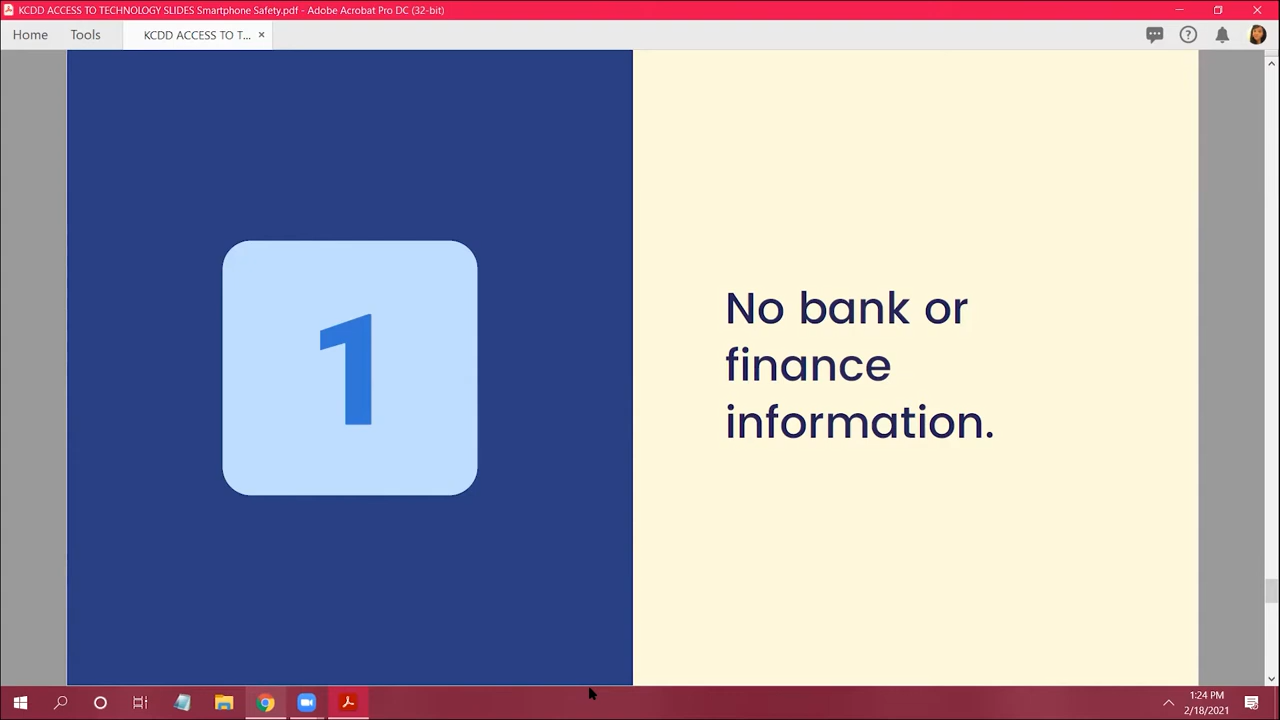 KCDD ACCESS TO TECHNOLOGY SLIDES Smartphone Safety.pdf - Adobe Acrobat Pro DC (32-bit)
Home
Tools
KCDD ACCESS TO T...
1
No bank or
finance
information.
1:24 PM
2/18/2021